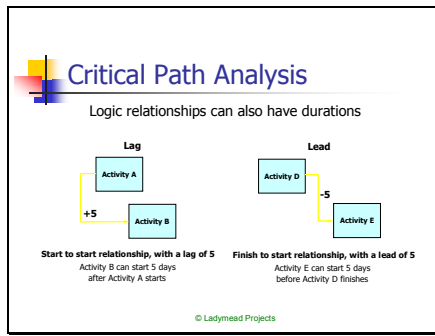 Critical Path Analysis
Logic relationships can also have durations
Lag
Activity A
+5
Activity B
Start to start relationship, with a lag of 5
Activity B can start 5 days
after Activity A starts
Lead
Activity D
-5
Activity E
Finish to start relationship, with a lead of 5
Activity E can start 5 days
before Activity D finishes
© Ladymead Projects